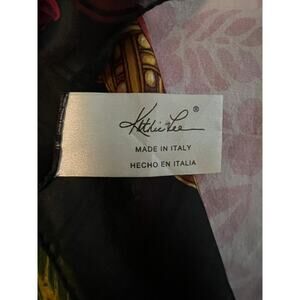 Kathie Lee ®
MADE IN ITALY
HECHO EN ITALIA